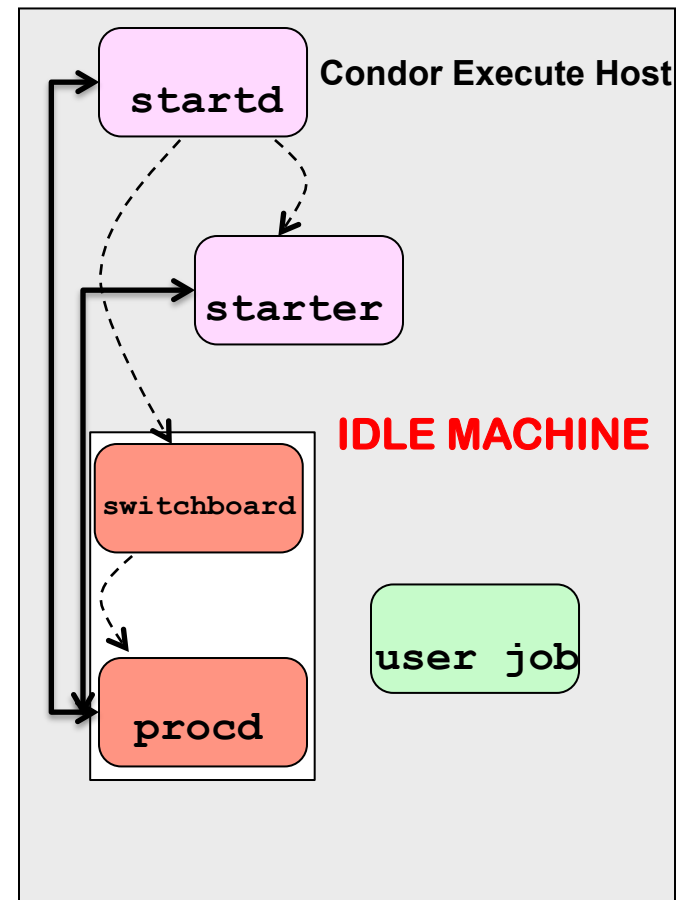 startd
Condor Execute Host
starter
IDLE MACHINE
switchboard
user job
procd